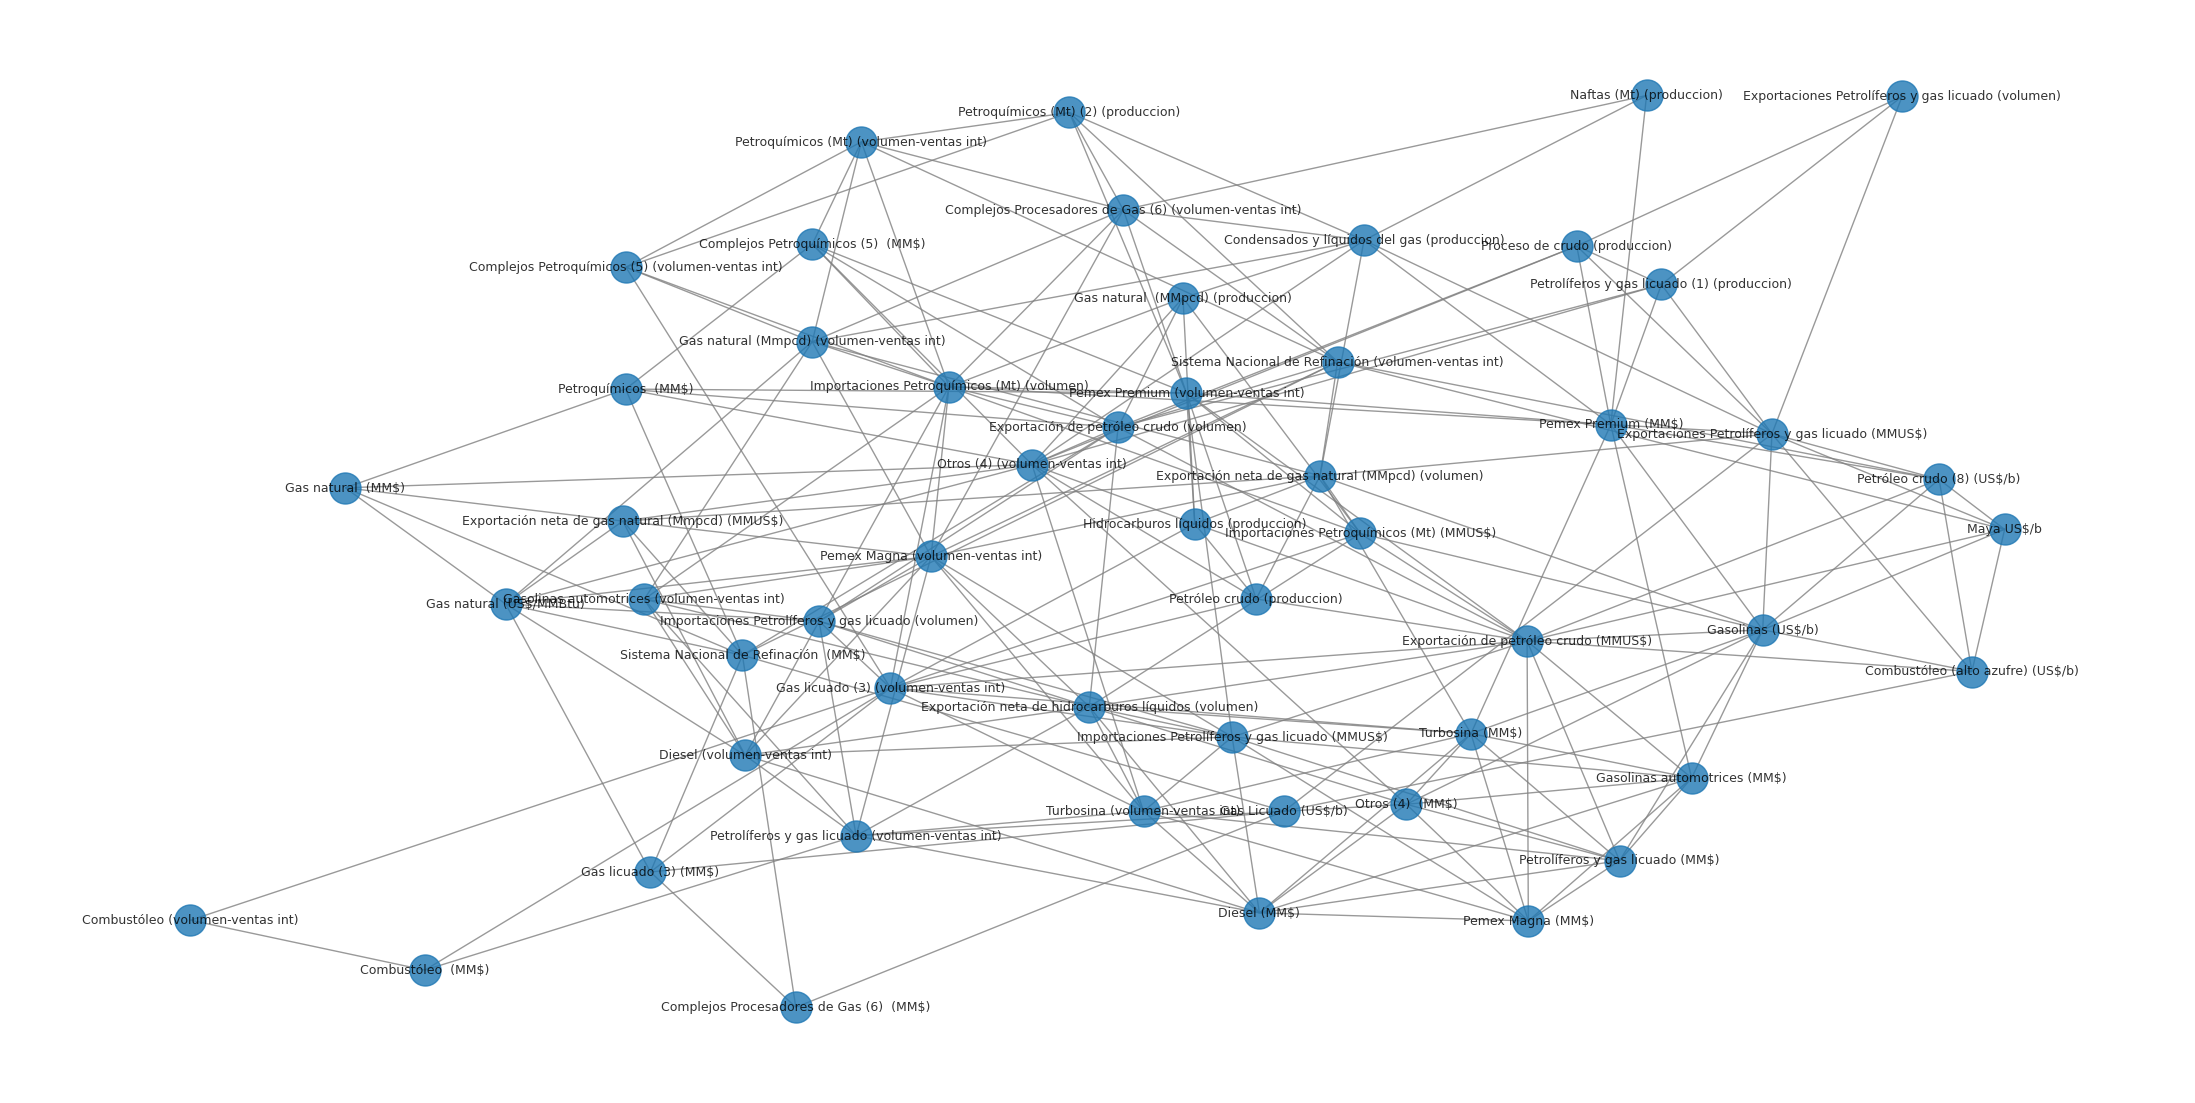 Naftas (Mt) (produccion)
Exportaciones Petrolíferos y gas licuado (volumen)
Petroquímicos (Mt) (2) (produccion)
Petroquímicos (Mt) (volumen-ventas int)
Complejos Procesadores de Gas (6) (volumen-ventas int)
Complejos Petroquímicos (5)  (MM$)
Condensados y líquidos del gas (produccion)
Proceso de crudo (produccion)
Complejos Petroquímicos (5) (volumen-ventas int)
Petrolíferos y gas licuado (1) (produccion)
Gas natural  (MMpcd) (produccion)
Gas natural (Mmpcd) (volumen-ventas int)
Sistema Nacional de Refinación (volumen-ventas int)
Petroquímicos  (MM$)
Importaciones Petroquímicos (Mt) (volumen)
Pemex Premium (volumen-ventas int)
Exportación de petróleo crudo (volumen)
Pemex Premium (MM$)
Exportaciones Petrolíferos y gas licuado (MMUS$)
Otros (4) (volumen-ventas int)
Exportación neta de gas natural (MMpcd) (volumen)
Petróleo crudo (8) (US$/b)
Gas natural  (MM$)
Exportación neta de gas natural (Mmpcd) (MMUS$)
Hidrocarburos líquidos (produccion)
Importaciones Petroquímicos (Mt) (MMUS$)
Maya US$/b
Pemex Magna (volumen-ventas int)
Gasolinas automotrices (volumen-ventas int)
Gas natural (US$/MMBtu)
Petróleo crudo (produccion)
Importaciones Petrolíferos y gas licuado (volumen)
Gasolinas (US$/b)
Exportación de petróleo crudo (MMUS$)
Sistema Nacional de Refinación  (MM$)
Combustóleo (alto azufre) (US$/b)
Gas licuado (3) (volumen-ventas int)
Exportación neta de hidrocarburos líquidos (volumen)
Turbosina (MM$)
Importaciones Petrolíferos y gas licuado (MMUS$)
Diesel (volumen-ventas int)
Gasolinas automotrices (MM$)
Otros (4)  (MM$)
Turbosina (volumen-ventas int)
Gas Licuado (US$/b)
Petrolíferos y gas licuado (volumen-ventas int)
Petrolíferos y gas licuado (MM$)
Gas licuado (3) (MM$)
Diesel (MM$)
Combustóleo (volumen-ventas int)
Pemex Magna (MM$)
Combustóleo  (MM$)
Complejos Procesadores de Gas (6)  (MM$)